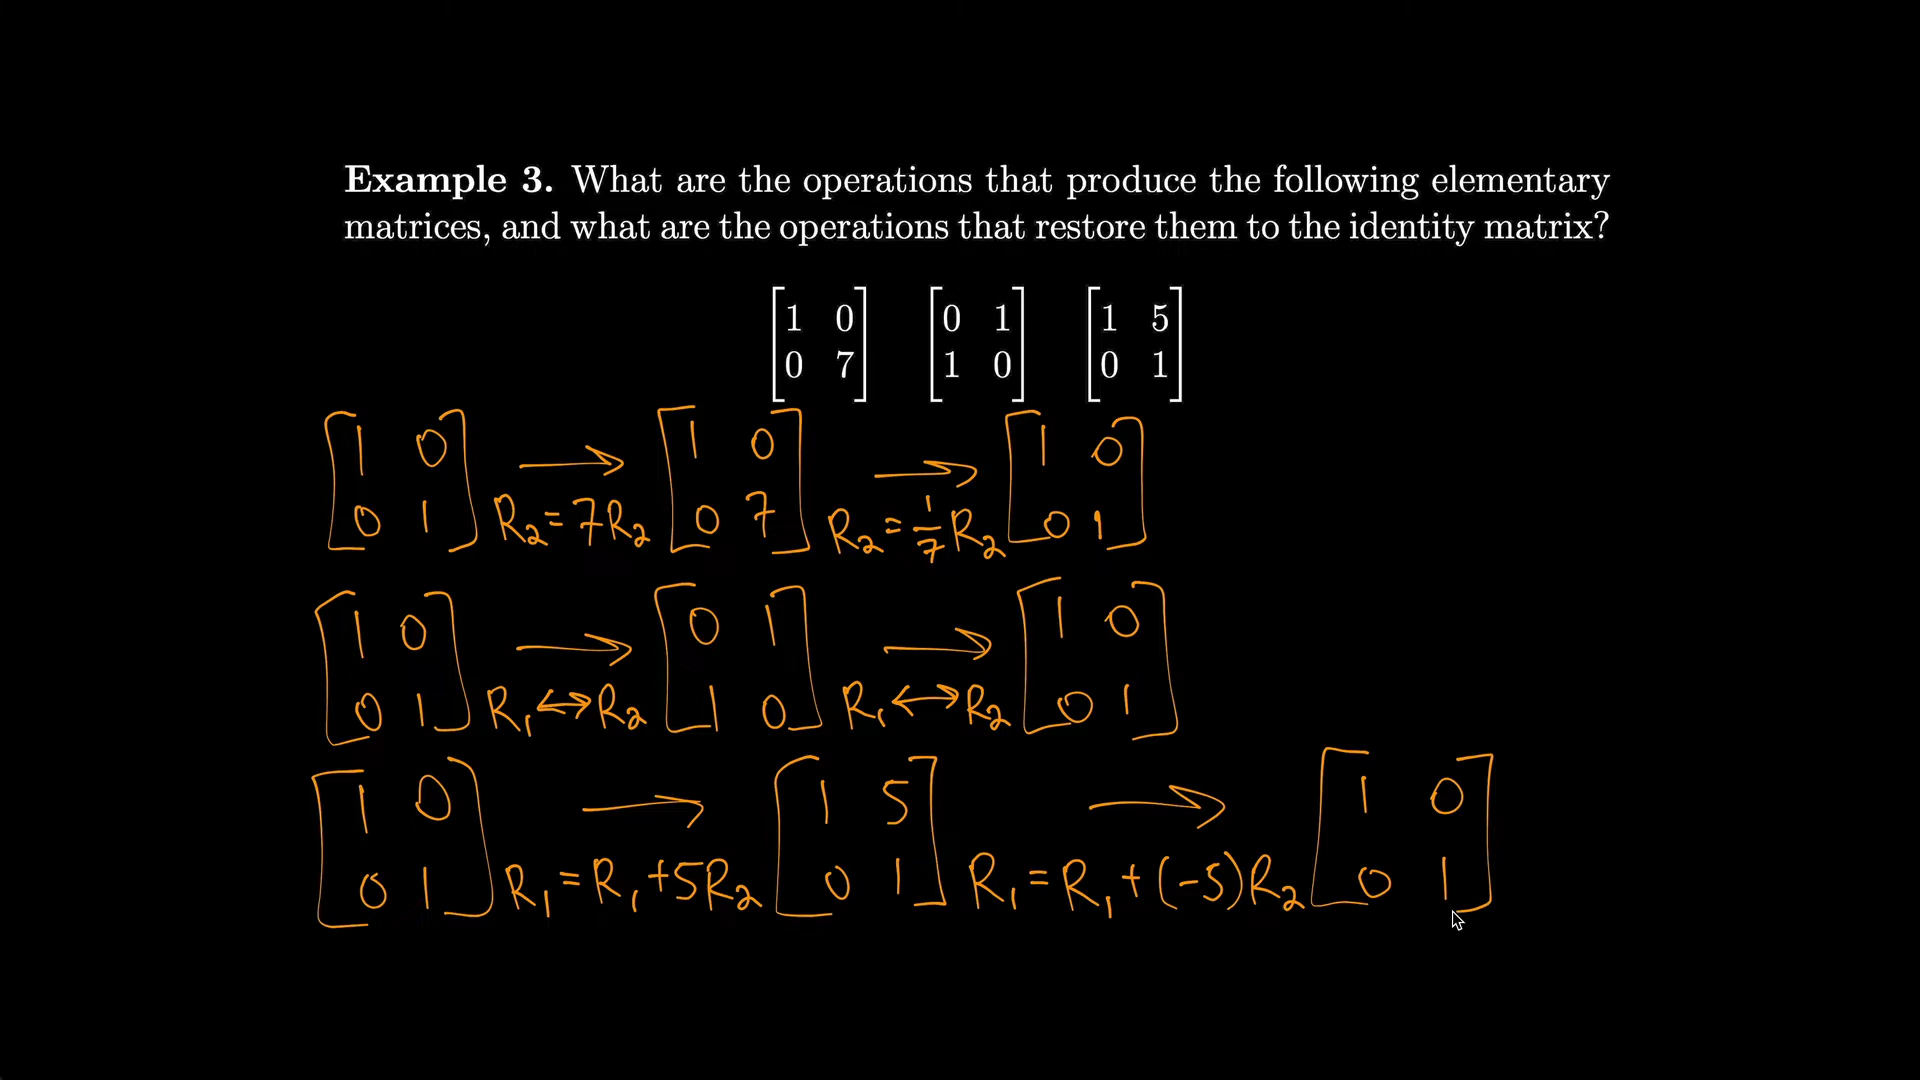 Example 3. What are the operations that produce the following elementary
matrices, and what are the operations that restore them to the identity matrix?
[1 0] [0 1] [1 5]
[0 7] [1 0] [0 1]
[1 0] → [1 0] → [1 0]
[0 1] R₂=7R₂ [0 7] R₂=1/7R₂ [0 1]
[1 0] → [0 1] → [1 0]
[0 1] R₁↔R₂ [1 0] R₁↔R₂ [0 1]
[1 0] → [1 5] → [1 0]
[0 1] R₁=R₁+5R₂ [0 1] R₁=R₁+(-5)R₂ [0 1]